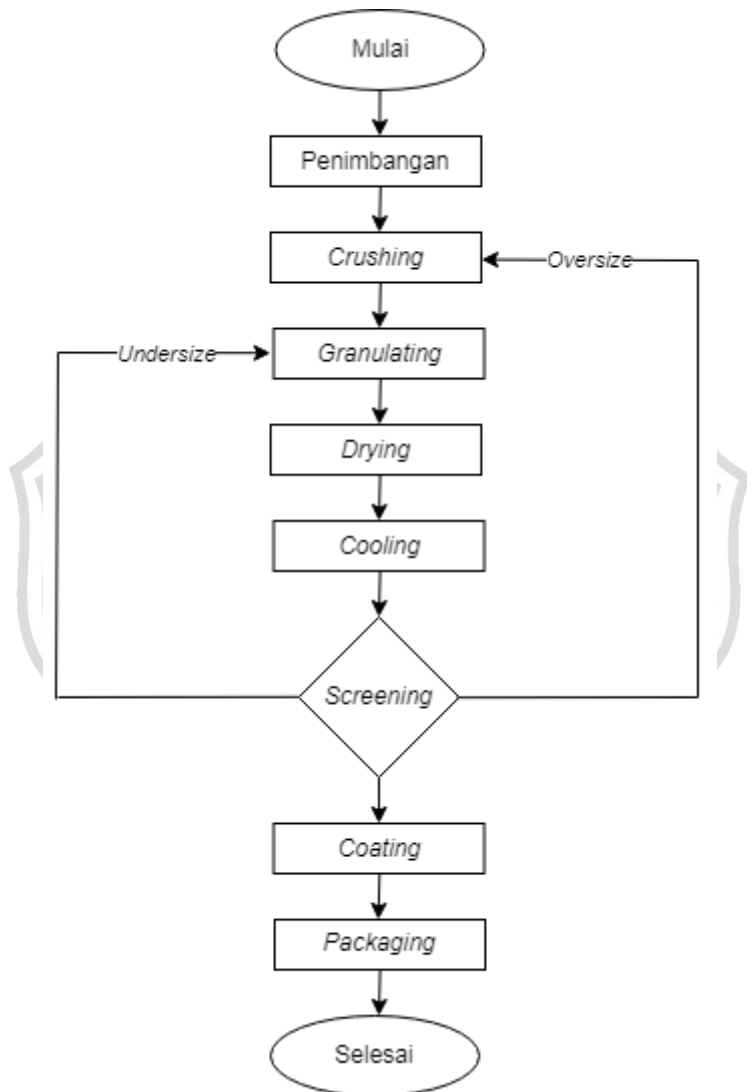 Mulai
Penimbangan
Crushing
Oversize
Undersize
Granulating
Drying
Cooling
Screening
Coating
Packaging
Selesai